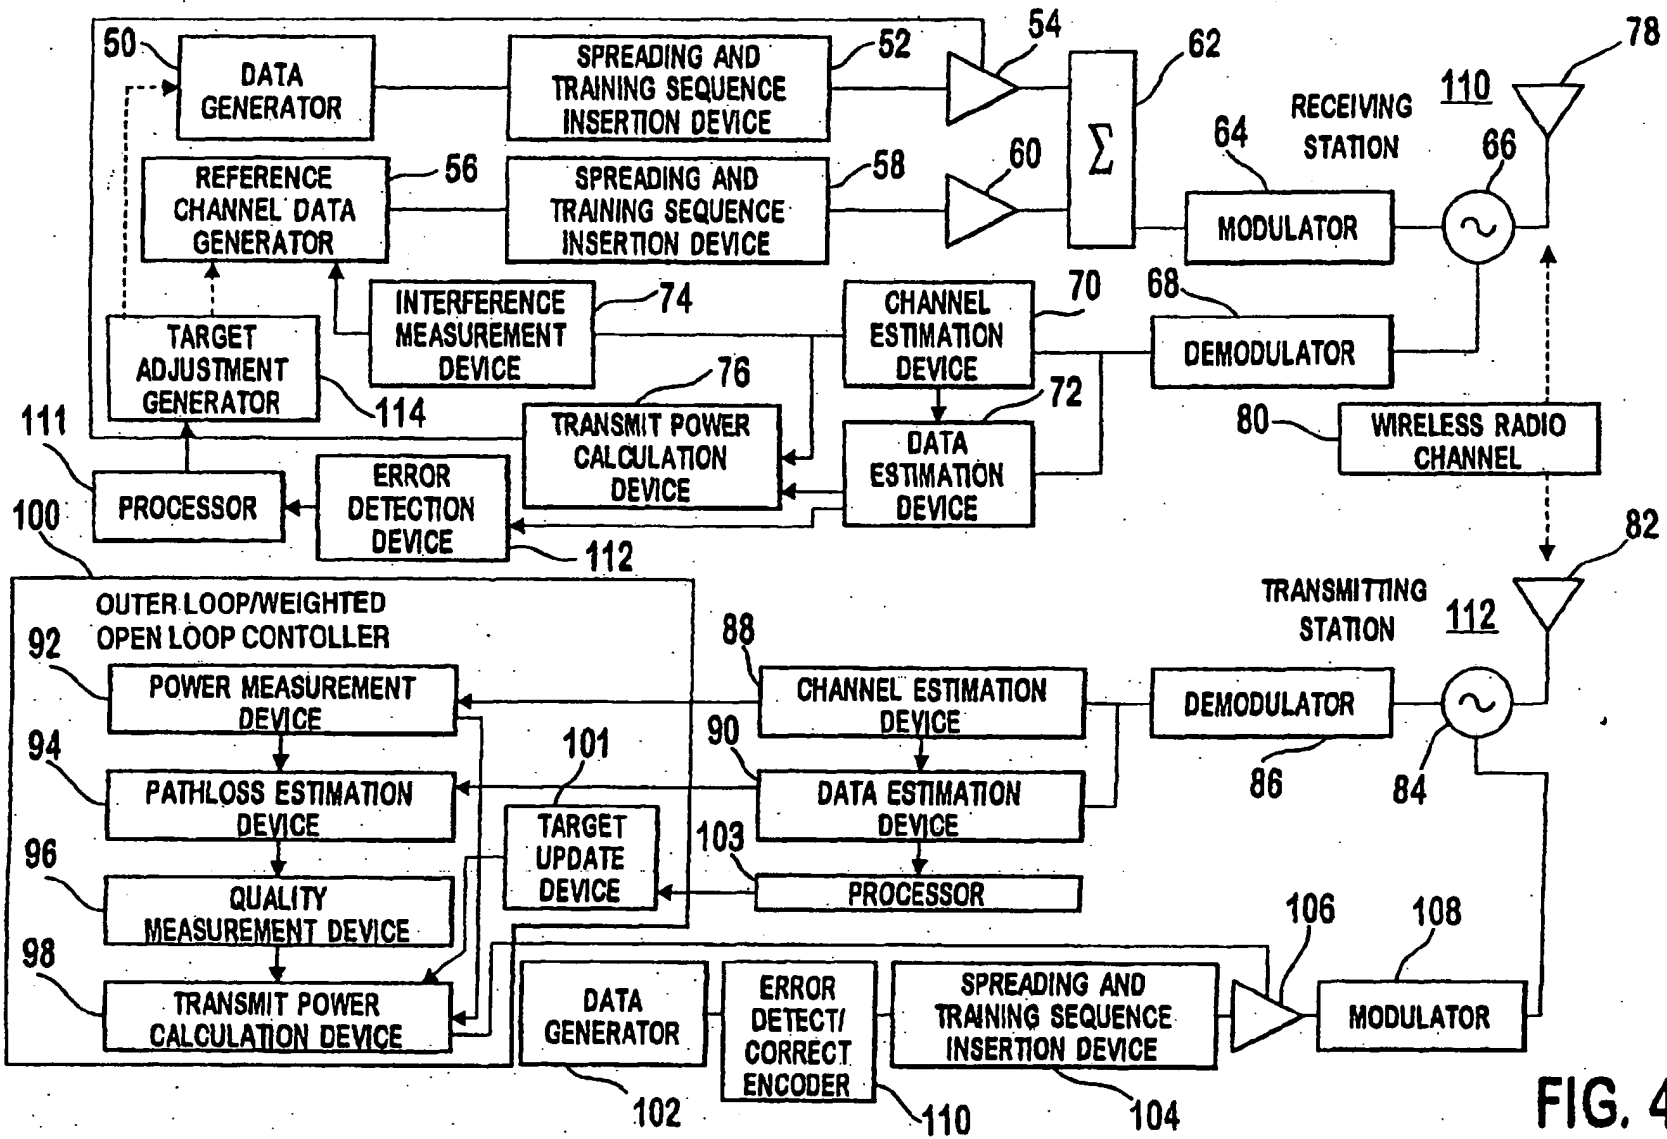 50
DATA
GENERATOR
SPREADING AND
TRAINING SEQUENCE
INSERTION DEVICE
52
54
62
Σ
78
RECEIVING
STATION
110
64
66
REFERENCE
CHANNEL DATA
GENERATOR
56
SPREADING AND
TRAINING SEQUENCE
INSERTION DEVICE
58
60
MODULATOR
INTERFERENCE
MEASUREMENT
DEVICE
74
CHANNEL
ESTIMATION
DEVICE
70
68
DEMODULATOR
TARGET
ADJUSTMENT
GENERATOR
114
76
TRANSMIT POWER
CALCULATION
DEVICE
72
DATA
ESTIMATION
DEVICE
80
WIRELESS RADIO
CHANNEL
111
PROCESSOR
ERROR
DETECTION
DEVICE
112
100
OUTER LOOP/WEIGHTED
OPEN LOOP CONTOLLER
82
TRANSMITTING
STATION
112
92
POWER MEASUREMENT
DEVICE
88
CHANNEL ESTIMATION
DEVICE
DEMODULATOR
86
84
94
PATHLOSS ESTIMATION
DEVICE
101
TARGET
UPDATE
DEVICE
90
DATA ESTIMATION
DEVICE
103
PROCESSOR
96
QUALITY
MEASUREMENT DEVICE
98
TRANSMIT POWER
CALCULATION DEVICE
DATA
GENERATOR
102
ERROR
DETECT/
CORRECT
ENCODER
110
SPREADING AND
TRAINING SEQUENCE
INSERTION DEVICE
104
106
108
MODULATOR
FIG. 4